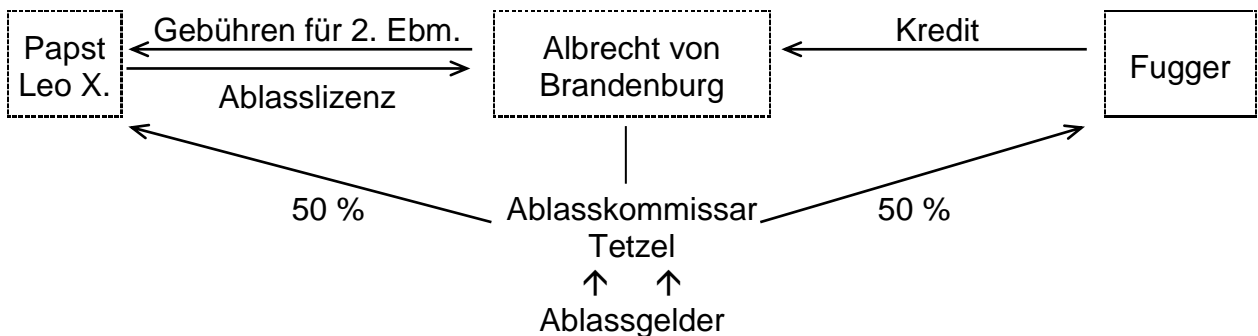 Papst
Leo X.
Gebühren für 2. Ebm.
Ablasslizenz
Albrecht von
Brandenburg
Kredit
Fugger
50 %
Ablasskommissar
Tetzel
50 %
Ablassgelder